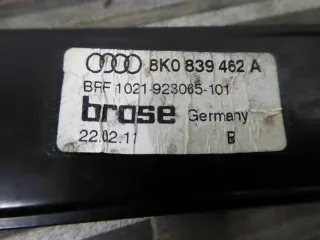 8K0 839 462 A
BFF 1021-923065-101
brose Germany
22.02.11 B